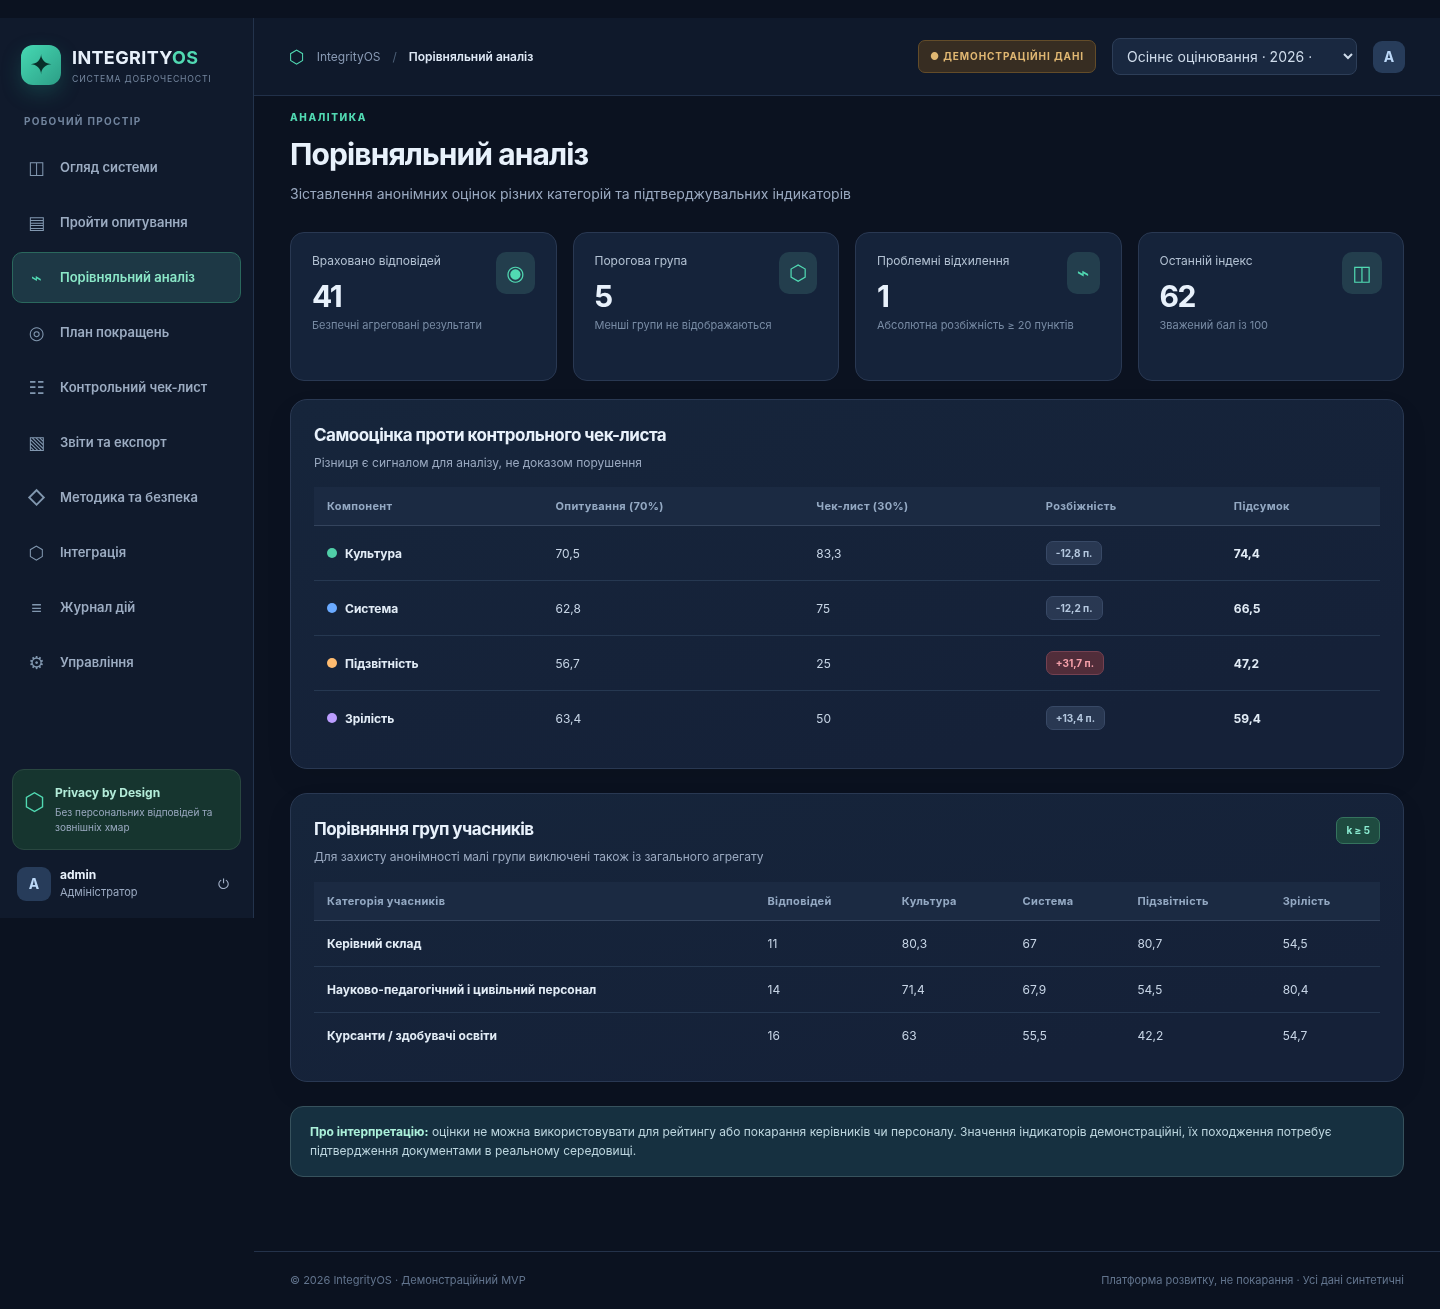 INTEGRITYOS
СИСТЕМА ДОБРОЧЕСНОСТІ
РОБОЧИЙ ПРОСТІР
Огляд системи
Пройти опитування
Порівняльний аналіз
План покращень
Контрольний чек-лист
Звіти та експорт
Методика та безпека
Інтеграція
Журнал дій
Управління
Privacy by Design
Без персональних відповідей та
зовнішніх хмар
A
admin
Адміністратор
IntegrityOS / Порівняльний аналіз
ДЕМОНСТРАЦІЙНІ ДАНІ
Осіннє оцінювання · 2026 ·
A
АНАЛІТИКА
Порівняльний аналіз
Зіставлення анонімних оцінок різних категорій та підтверджувальних індикаторів
Враховано відповідей
41
Безпечні агреговані результати
Порогова група
5
Менші групи не відображаються
Проблемні відхилення
1
Абсолютна розбіжність ≥ 20 пунктів
Останній індекс
62
Зважений бал із 100
Самооцінка проти контрольного чек-листа
Різниця є сигналом для аналізу, не доказом порушення
Компонент Опитування (70%) Чек-лист (30%) Розбіжність Підсумок
Культура 70,5 83,3 -12,8 п. 74,4
Система 62,8 75 -12,2 п. 66,5
Підзвітність 56,7 25 +31,7 п. 47,2
Зрілість 63,4 50 +13,4 п. 59,4
Порівняння груп учасників
k ≥ 5
Для захисту анонімності малі групи виключені також із загального агрегату
Категорія учасників Відповідей Культура Система Підзвітність Зрілість
Керівний склад 11 80,3 67 80,7 54,5
Науково-педагогічний і цивільний персонал 14 71,4 67,9 54,5 80,4
Курсанти / здобувачі освіти 16 63 55,5 42,2 54,7
Про інтерпретацію: оцінки не можна використовувати для рейтингу або покарання керівників чи персоналу. Значення індикаторів демонстраційні, їх походження потребує
підтвердження документами в реальному середовищі.
© 2026 IntegrityOS · Демонстраційний MVP
Платформа розвитку, не покарання · Усі дані синтетичні